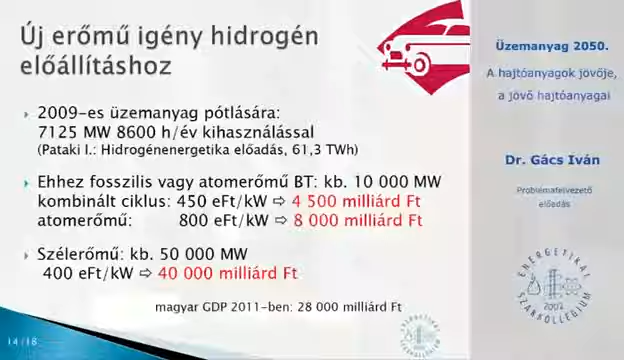 Új erőmű igény hidrogén
előállításhoz
2009-es üzemanyag pótlására:
7125 MW 8600 h/év kihasználással
(Pataki I.: Hidrogénenergetika előadás, 61,3 TWh)
Ehhez fosszilis vagy atomerőmű BT: kb. 10 000 MW
kombinált ciklus: 450 eFt/kW ⇨ 4 500 milliárd Ft
atomerőmű: 800 eFt/kW ⇨ 8 000 milliárd Ft
Szélerőmű: kb. 50 000 MW
400 eFt/kW ⇨ 40 000 milliárd Ft
magyar GDP 2011-ben: 28 000 milliárd Ft
14/18
Üzemanyag 2050.
A hajtóanyagok jövője,
a jövő hajtóanyagai
Dr. Gács Iván
Problémafelvezető
előadás
ENERGETIKAI
SZAKKOLLÉGIUM
2002